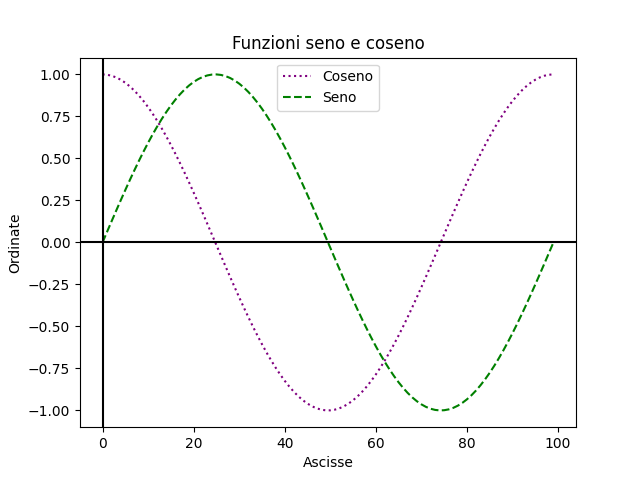 Funzioni seno e coseno
Coseno
Seno
1.00
0.75
0.50
0.25
0.00
−0.25
−0.50
−0.75
−1.00
Ordinate
0 20 40 60 80 100
Ascisse